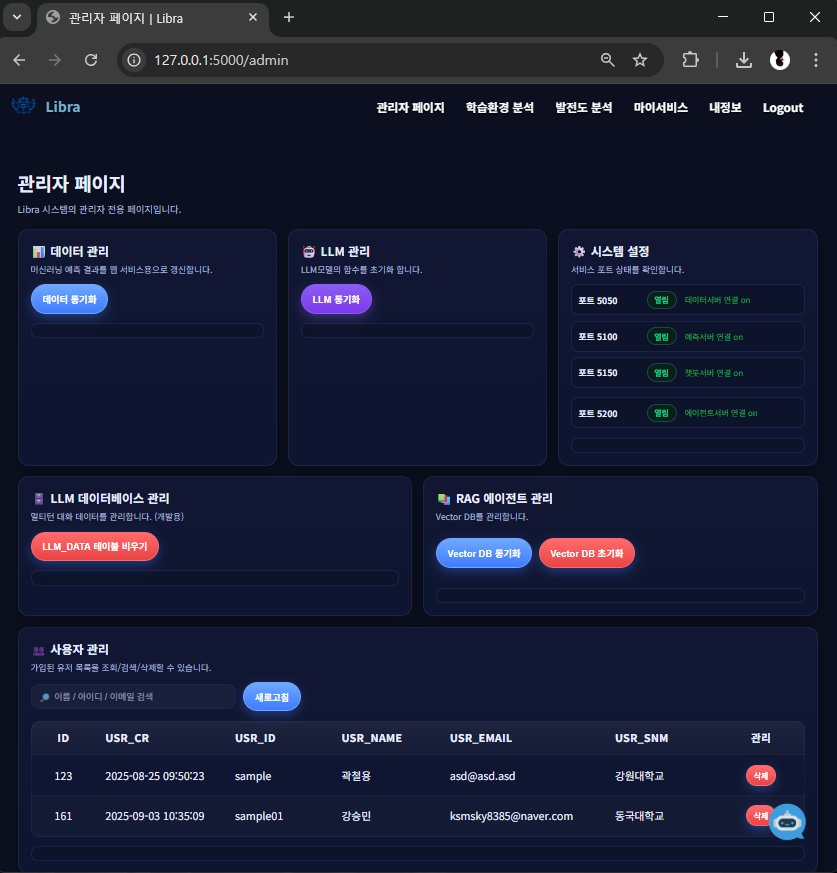 관리자 페이지 | Libra
127.0.0.1:5000/admin
Libra
관리자 페이지 학습환경 분석 발전도 분석 마이서비스 내정보 Logout
관리자 페이지
Libra 시스템의 관리자 전용 페이지입니다.
데이터 관리
머신러닝 예측 결과를 웹 서비스용으로 갱신합니다.
데이터 동기화
LLM 관리
LLM모델의 함수를 초기화 합니다.
LLM 동기화
시스템 설정
서비스 포트 상태를 확인합니다.
포트 5050 열림 데이터서버 연결 on
포트 5100 열림 예측서버 연결 on
포트 5150 열림 챗봇서버 연결 on
포트 5200 열림 에이전트서버 연결 on
LLM 데이터베이스 관리
멀티턴 대화 데이터를 관리합니다. (개발용)
LLM_DATA 테이블 비우기
RAG 에이전트 관리
Vector DB를 관리합니다.
Vector DB 동기화 Vector DB 초기화
사용자 관리
가입된 유저 목록을 조회/검색/삭제할 수 있습니다.
이름 / 아이디 / 이메일 검색 새로고침
ID USR_CR USR_ID USR_NAME USR_EMAIL USR_SNM 관리
123 2025-08-25 09:50:23 sample 곽철용 asd@asd.asd 강원대학교 삭제
161 2025-09-03 10:35:09 sample01 강승민 ksmsky8385@naver.com 동국대학교 삭제